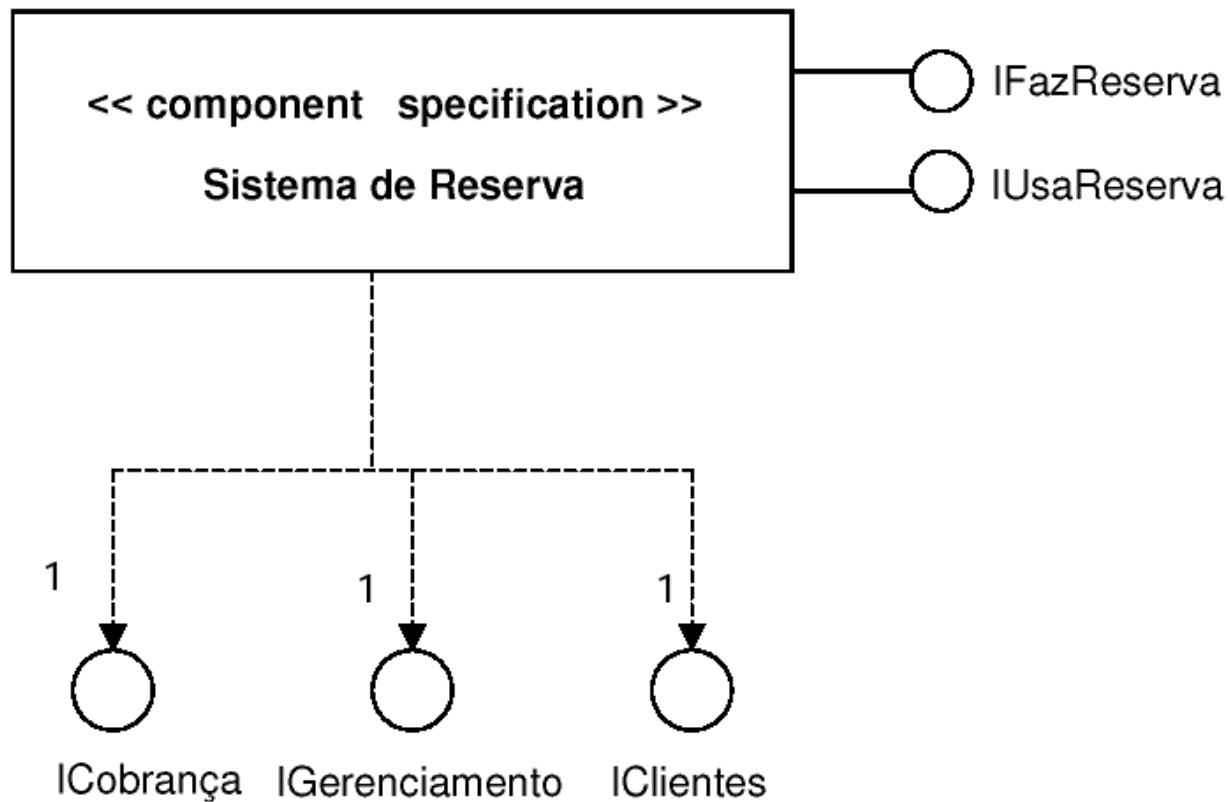 << component specification >>
Sistema de Reserva
IFazReserva
IUsaReserva
1
1
1
ICobrança
IGerenciamento
IClientes